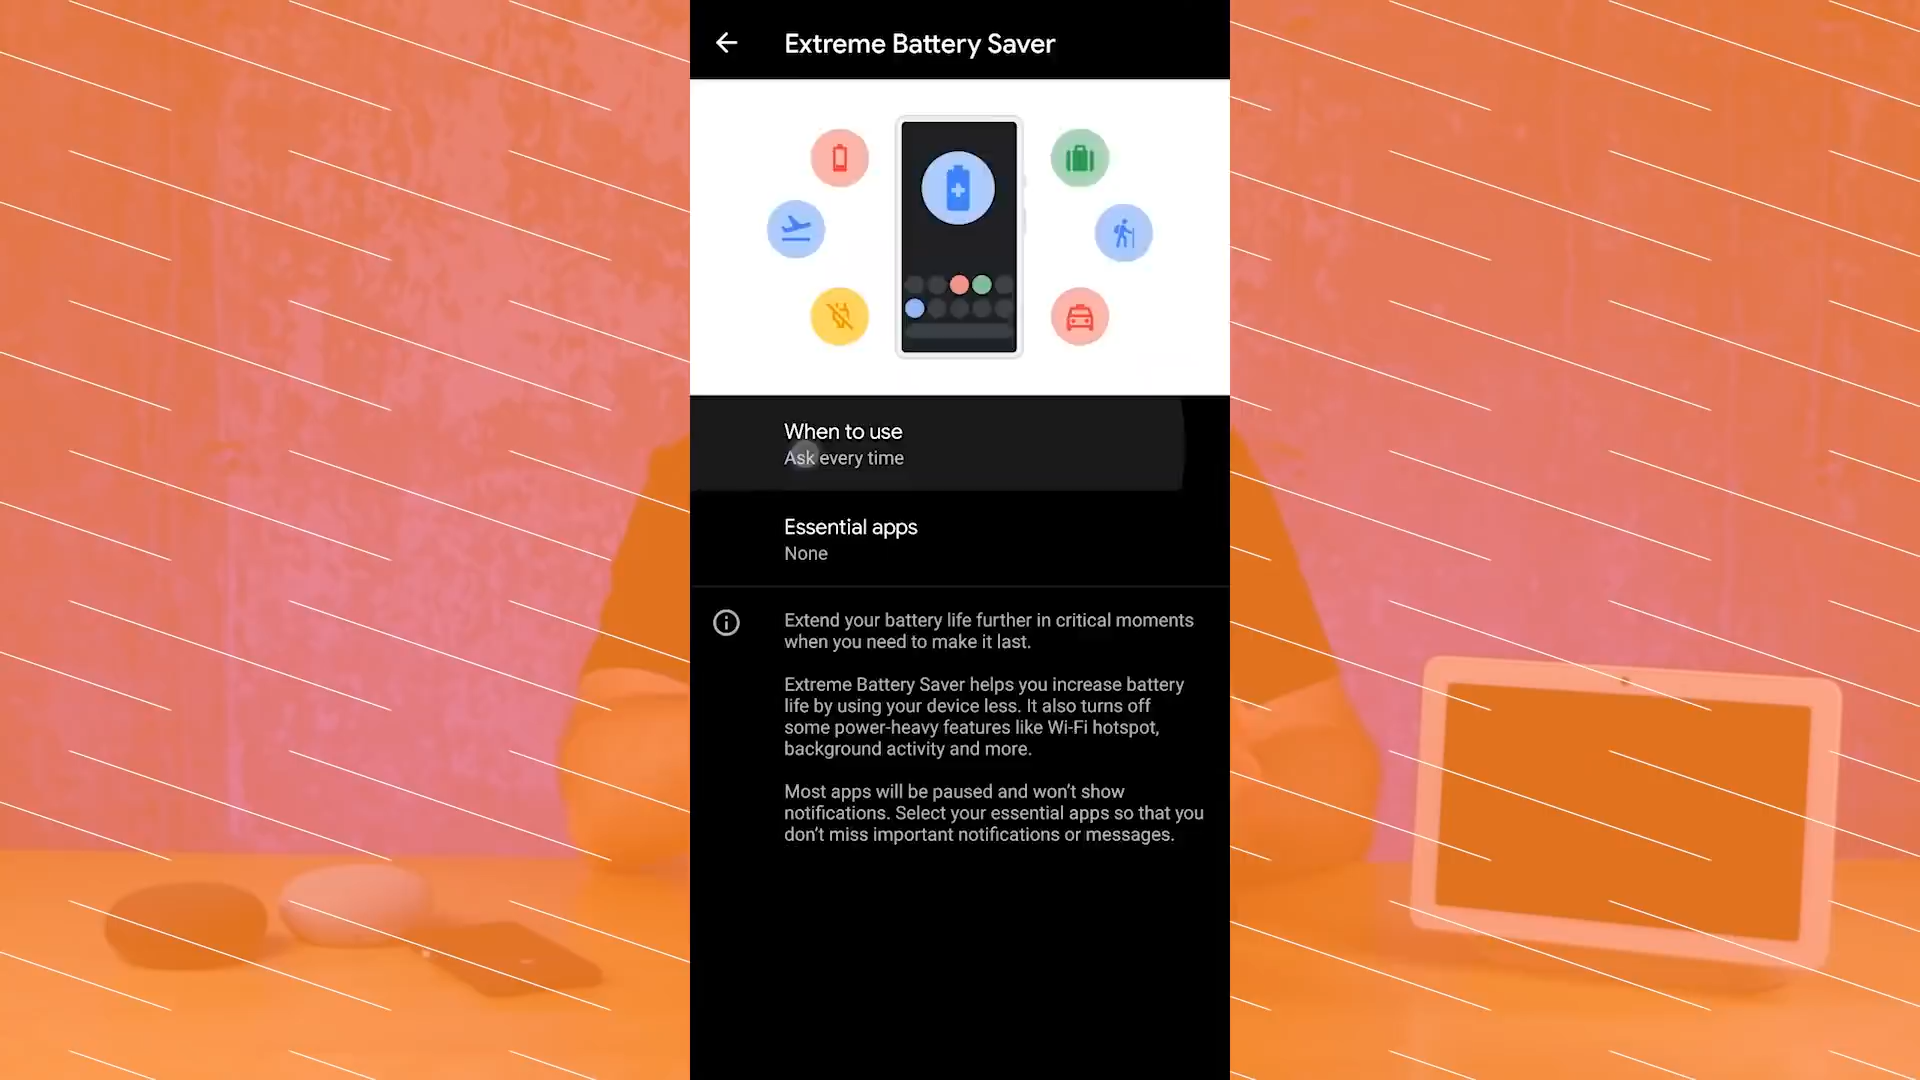 Extreme Battery Saver
When to use
Ask every time
Essential apps
None
Extend your battery life further in critical moments
when you need to make it last.
Extreme Battery Saver helps you increase battery
life by using your device less. It also turns off
some power-heavy features like Wi-Fi hotspot,
background activity and more.
Most apps will be paused and won’t show
notifications. Select your essential apps so that you
don’t miss important notifications or messages.